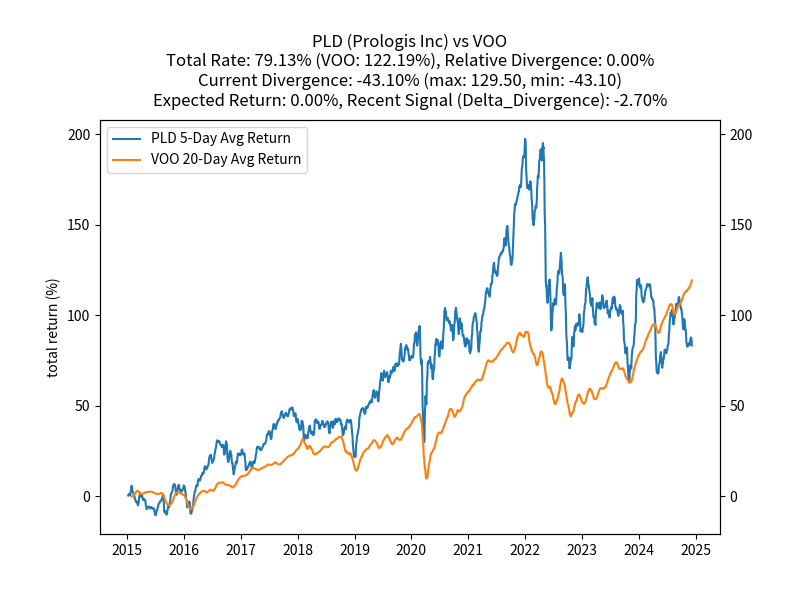 PLD (Prologis Inc) vs VOO
Total Rate: 79.13% (VOO: 122.19%), Relative Divergence: 0.00%
Current Divergence: -43.10% (max: 129.50, min: -43.10)
Expected Return: 0.00%, Recent Signal (Delta_Divergence): -2.70%
PLD 5-Day Avg Return
VOO 20-Day Avg Return
total return (%)
200
150
100
50
0
200
150
100
50
0
2015 2016 2017 2018 2019 2020 2021 2022 2023 2024 2025